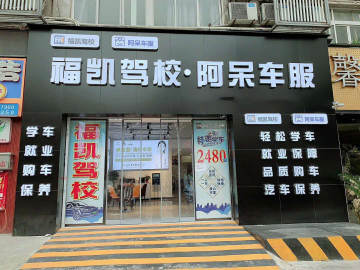 福凯驾校 阿呆车服
福凯驾校·阿呆车服
福凯驾校 阿呆车服
学车
就业
购车
保养
福凯驾校
2480
轻松学车
就业保障
品质购车
汽车保养